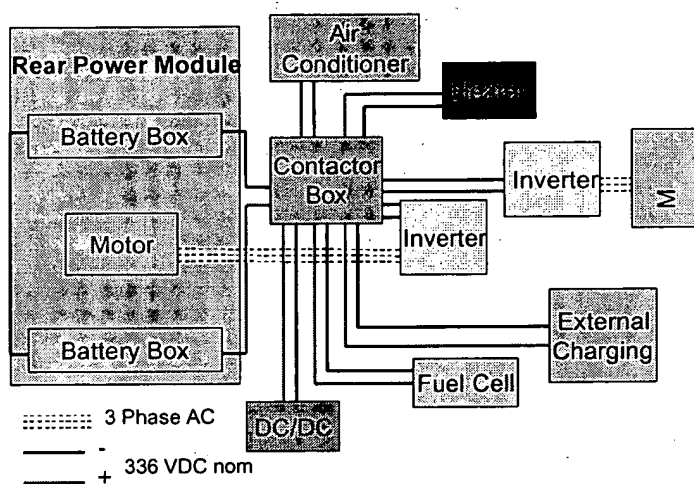 Air
Conditioner
Rear Power Module
Battery Box
Contactor
Box
Inverter
M
Motor
Inverter
Battery Box
External
Charging
Fuel Cell
DC/DC
3 Phase AC
-
+ 336 VDC nom